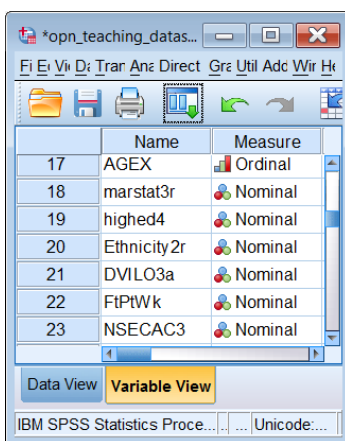 *opn_teaching_datas...
Fi Er Vi Da Tran Ana Direct Gra Util Add Wir He
Name Measure
17 AGEX Ordinal
18 marstat3r Nominal
19 highed4 Nominal
20 Ethnicity2r Nominal
21 DVILO3a Nominal
22 FtPtWk Nominal
23 NSECAC3 Nominal
Data View Variable View
IBM SPSS Statistics Proce... ... Unicode:...